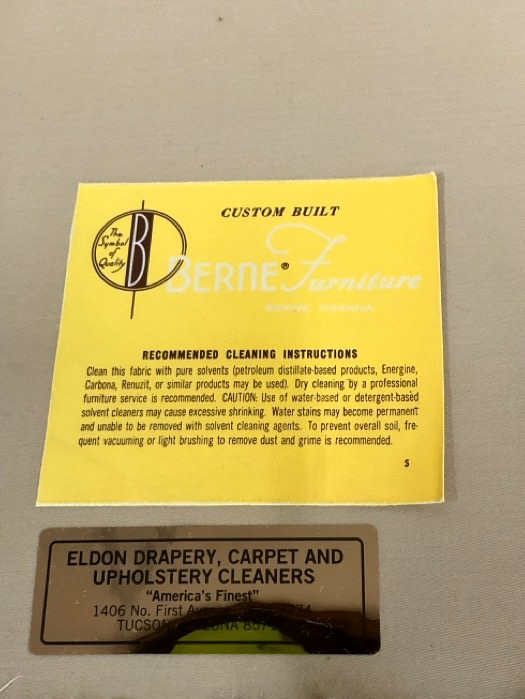 CUSTOM BUILT
The
Symbol
of
Quality
B
BERNE® Furniture
BERNE, INDIANA
RECOMMENDED CLEANING INSTRUCTIONS
Clean this fabric with pure solvents (petroleum distillate-based products, Energine,
Carbona, Renuzit, or similar products may be used). Dry cleaning by a professional
furniture service is recommended. CAUTION: Use of water-based or detergent-based
solvent cleaners may cause excessive shrinking. Water stains may become permanent
and unable to be removed with solvent cleaning agents. To prevent overall soil, fre-
quent vacuuming or light brushing to remove dust and grime is recommended.
S
ELDON DRAPERY, CARPET AND
UPHOLSTERY CLEANERS
"America's Finest"
1406 No. First
TUCSON